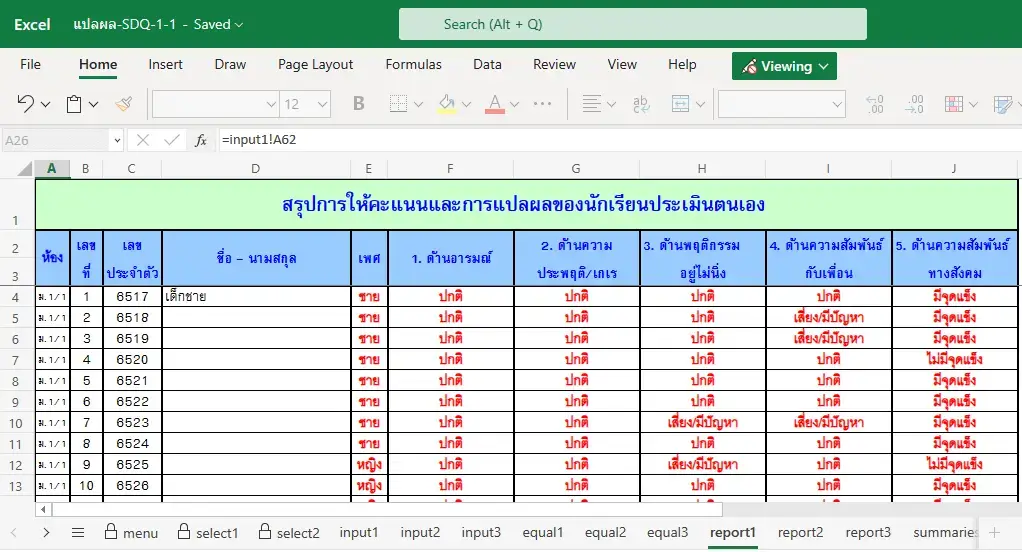 Excel แปลผล-SDQ-1-1 - Saved Search (Alt + Q)
File Home Insert Draw Page Layout Formulas Data Review View Help Viewing
12 B ab
A26 fx =input1!A62
A B C D E F G H I J
1 สรุปการให้คะแนนและการแปลผลของนักเรียนประเมินตนเอง
2 ห้อง เลข เลข ชื่อ - นามสกุล เพศ 1. ด้านอารมณ์ 2. ด้านความ 3. ด้านพฤติกรรม 4. ด้านความสัมพันธ์ 5. ด้านความสัมพันธ์
3 ที่ ประจำตัว ประพฤติ/เกเร อยู่ไม่นิ่ง กับเพื่อน ทางสังคม
4 ม.1/1 1 6517 เด็กชาย ชาย ปกติ ปกติ ปกติ ปกติ มีจุดแข็ง
5 ม.1/1 2 6518 ชาย ปกติ ปกติ ปกติ เสี่ยง/มีปัญหา มีจุดแข็ง
6 ม.1/1 3 6519 ชาย ปกติ ปกติ ปกติ เสี่ยง/มีปัญหา มีจุดแข็ง
7 ม.1/1 4 6520 ชาย ปกติ ปกติ ปกติ ปกติ ไม่มีจุดแข็ง
8 ม.1/1 5 6521 ชาย ปกติ ปกติ ปกติ ปกติ มีจุดแข็ง
9 ม.1/1 6 6522 ชาย ปกติ ปกติ ปกติ ปกติ มีจุดแข็ง
10 ม.1/1 7 6523 ชาย ปกติ ปกติ เสี่ยง/มีปัญหา เสี่ยง/มีปัญหา มีจุดแข็ง
11 ม.1/1 8 6524 ชาย ปกติ ปกติ ปกติ ปกติ มีจุดแข็ง
12 ม.1/1 9 6525 หญิง ปกติ ปกติ เสี่ยง/มีปัญหา ปกติ ไม่มีจุดแข็ง
13 ม.1/1 10 6526 หญิง ปกติ ปกติ ปกติ ปกติ มีจุดแข็ง
menu select1 select2 input1 input2 input3 equal1 equal2 equal3 report1 report2 report3 summaries